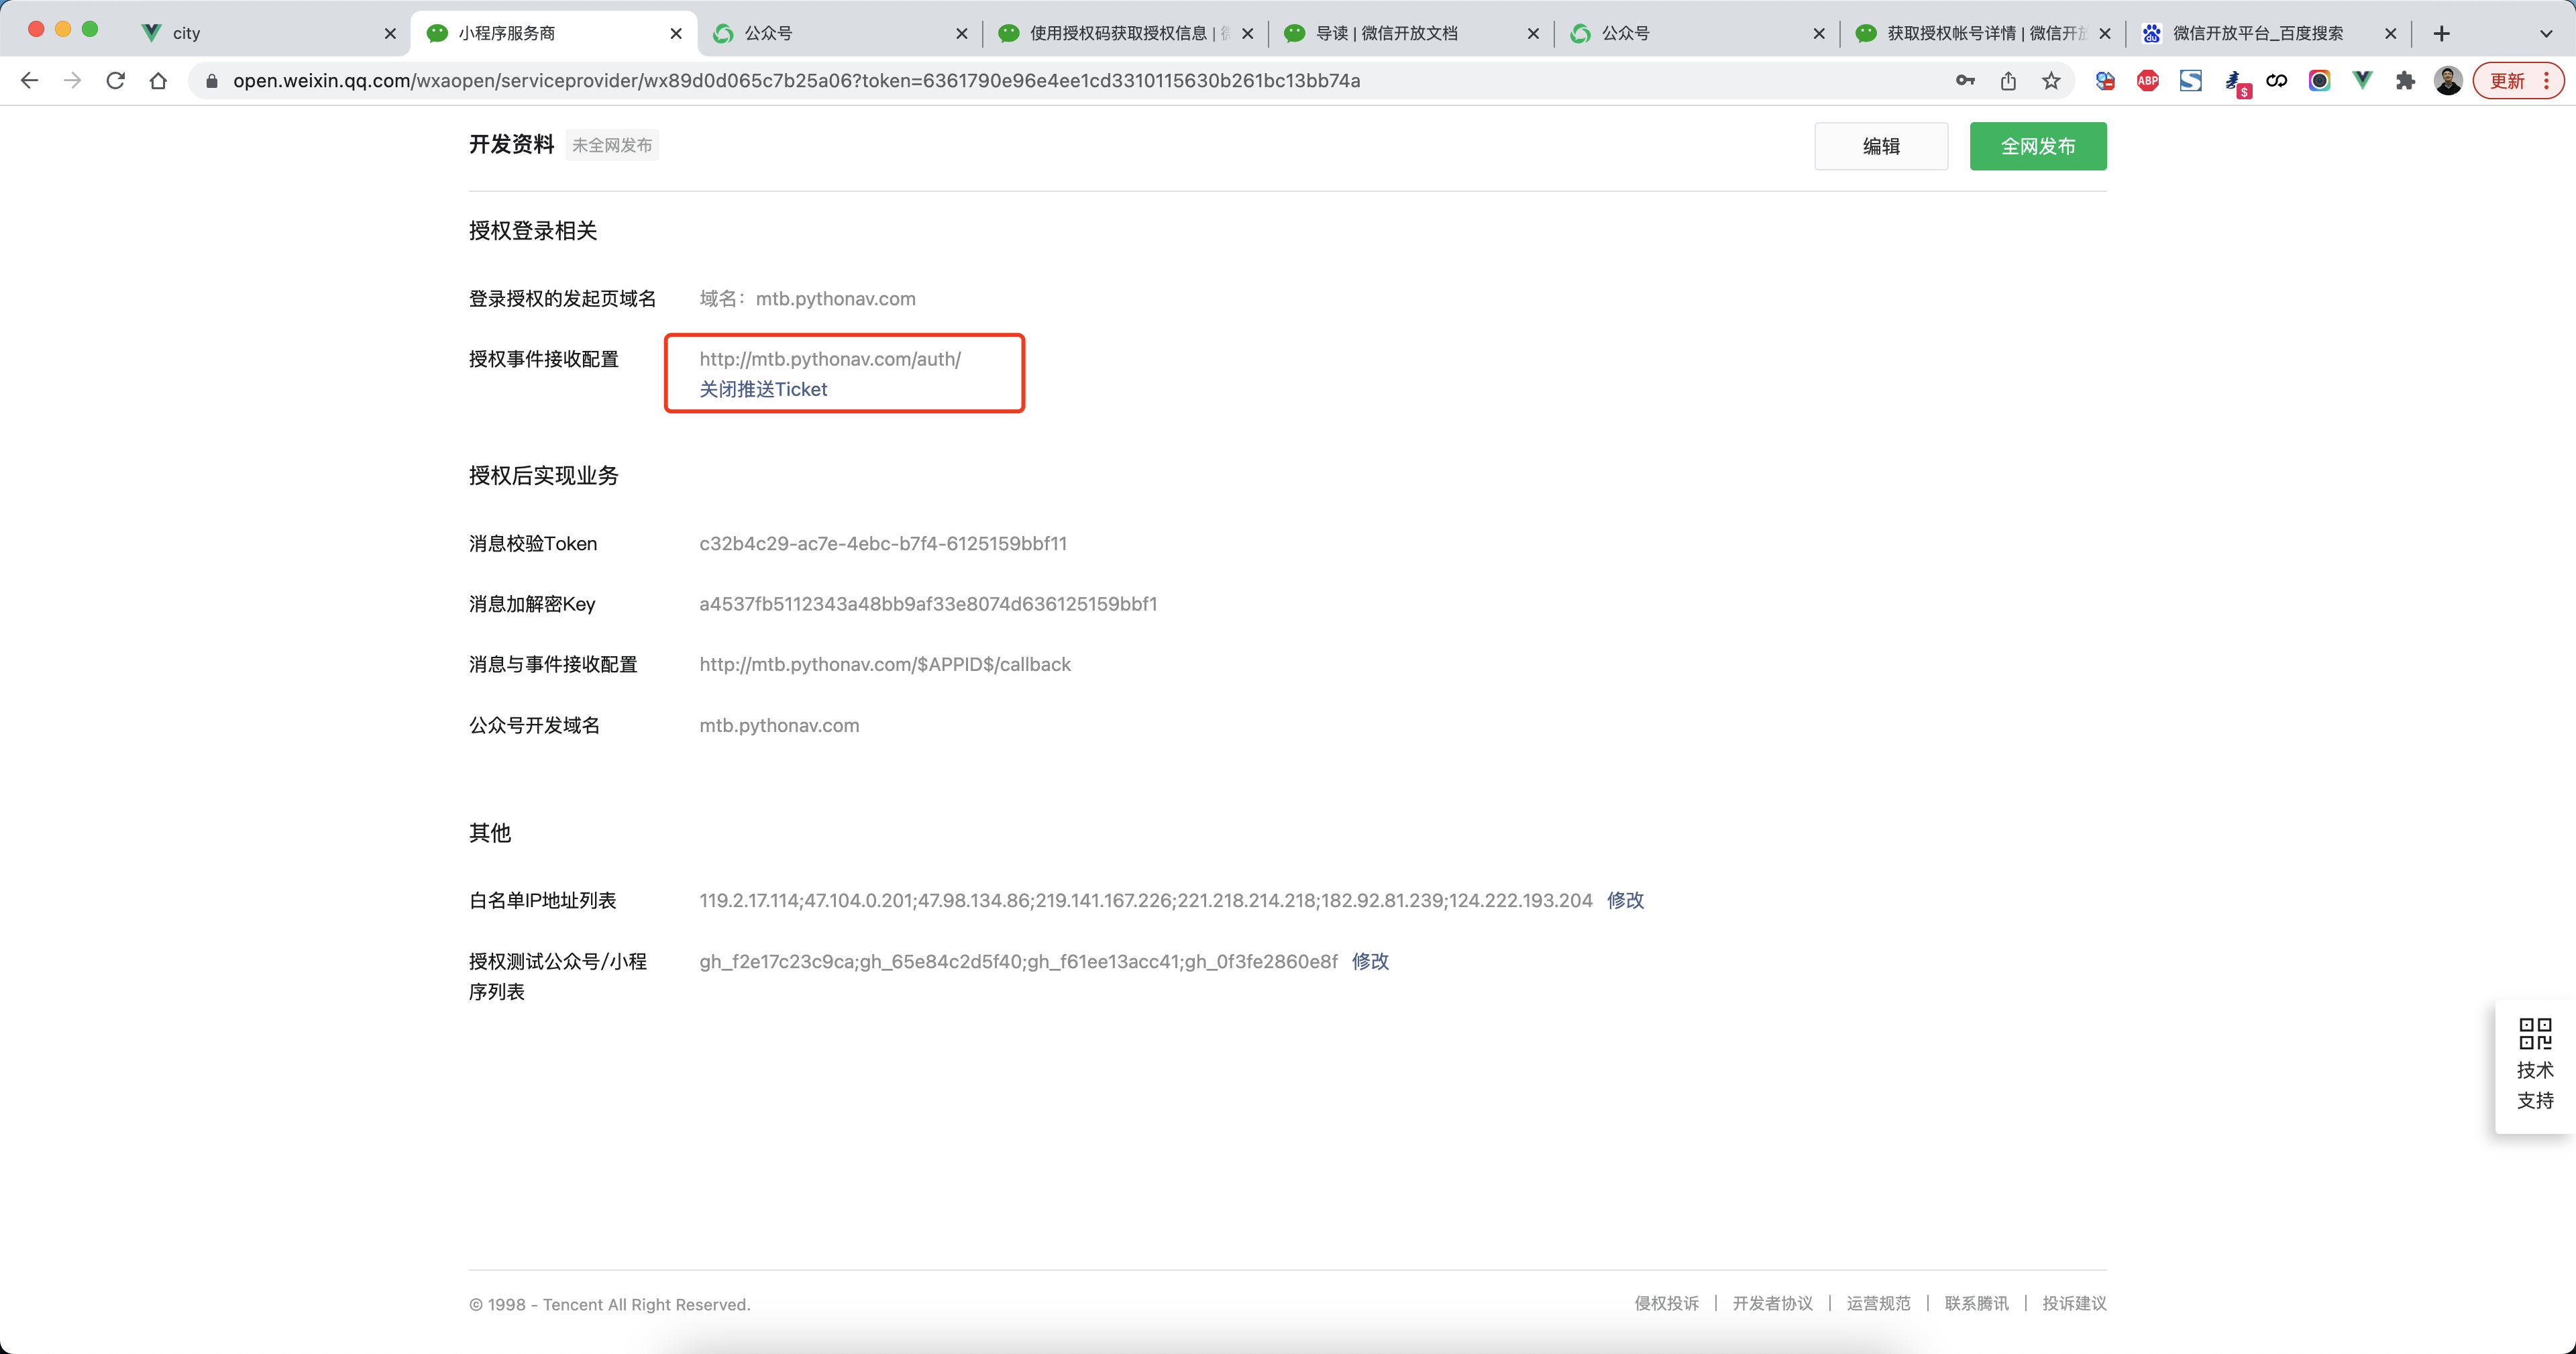 city
小程序服务商
公众号
使用授权码获取授权信息 |
导读 | 微信开放文档
公众号
获取授权帐号详情 | 微信开放
微信开放平台_百度搜索
open.weixin.qq.com/wxaopen/serviceprovider/wx89d0d065c7b25a06?token=6361790e96e4ee1cd3310115630b261bc13bb74a
ABP
$
更新
开发资料 未全网发布
编辑
全网发布
授权登录相关
登录授权的发起页域名 域名：mtb.pythonav.com
授权事件接收配置 http://mtb.pythonav.com/auth/
关闭推送Ticket
授权后实现业务
消息校验Token c32b4c29-ac7e-4ebc-b7f4-6125159bbf11
消息加解密Key a4537fb5112343a48bb9af33e8074d636125159bbf1
消息与事件接收配置 http://mtb.pythonav.com/$APPID$/callback
公众号开发域名 mtb.pythonav.com
其他
白名单IP地址列表 119.2.17.114;47.104.0.201;47.98.134.86;219.141.167.226;221.218.214.218;182.92.81.239;124.222.193.204 修改
授权测试公众号/小程 gh_f2e17c23c9ca;gh_65e84c2d5f40;gh_f61ee13acc41;gh_0f3fe2860e8f 修改
序列表
技术
支持
© 1998 - Tencent All Right Reserved.
侵权投诉 | 开发者协议 | 运营规范 | 联系腾讯 | 投诉建议